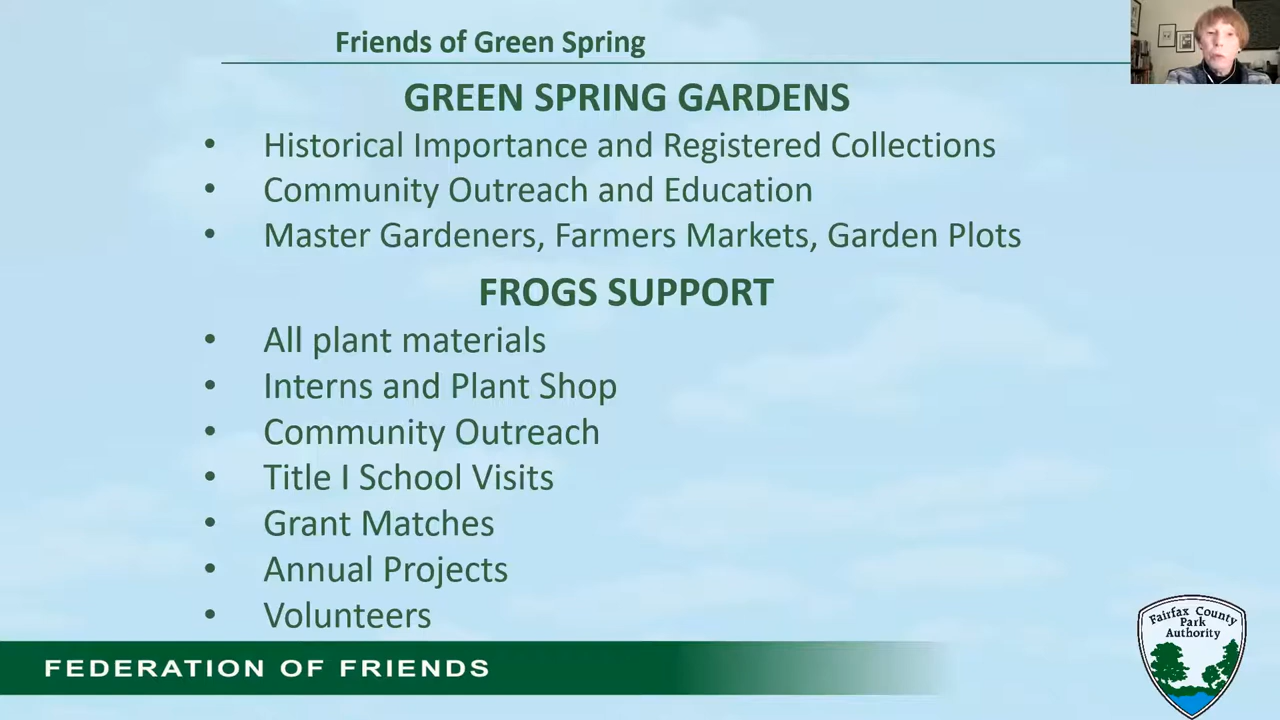 Friends of Green Spring
GREEN SPRING GARDENS
• Historical Importance and Registered Collections
• Community Outreach and Education
• Master Gardeners, Farmers Markets, Garden Plots
FROGS SUPPORT
• All plant materials
• Interns and Plant Shop
• Community Outreach
• Title I School Visits
• Grant Matches
• Annual Projects
• Volunteers
FEDERATION OF FRIENDS
Fairfax County
Park
Authority